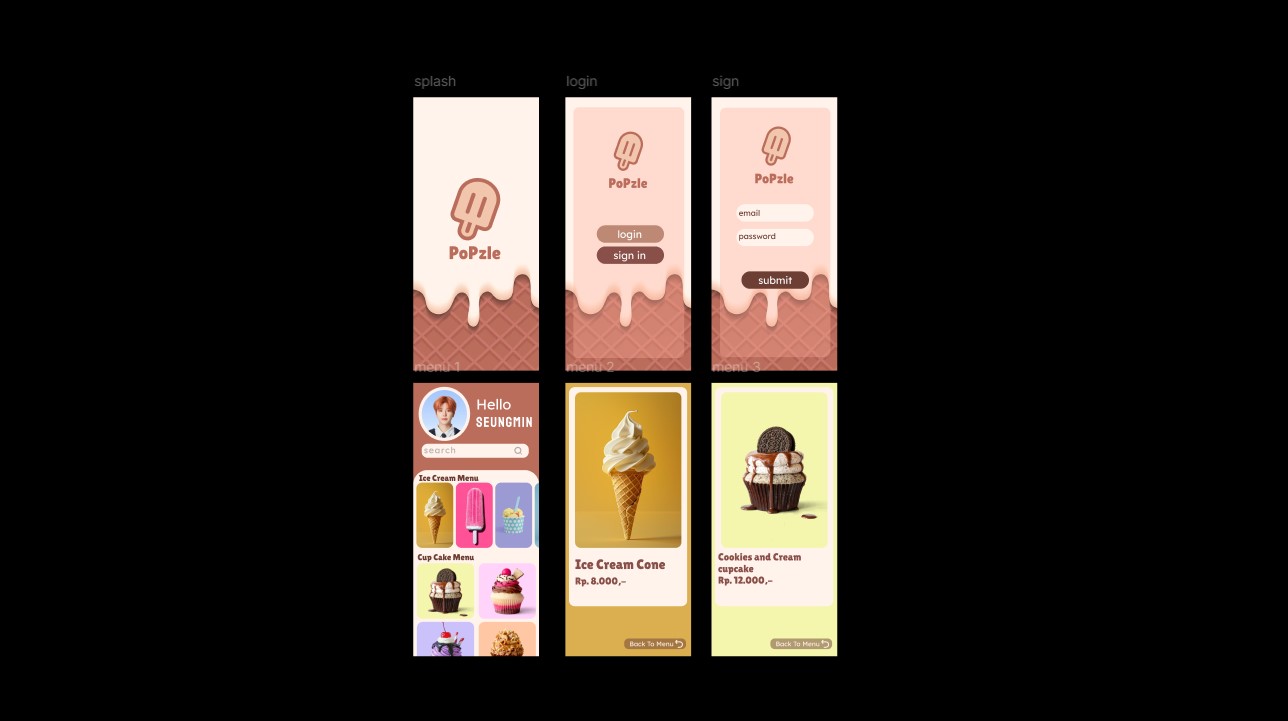 splash
login
sign
PoPzle
PoPzle
login
sign in
PoPzle
email
password
submit
menu 1
menu 2
menu 3
Hello
SEUNGMIN
search
Ice Cream Menu
Cup Cake Menu
Ice Cream Cone
Rp. 8.000,-
Back To Menu
Cookies and Cream
cupcake
Rp. 12.000,-
Back To Menu